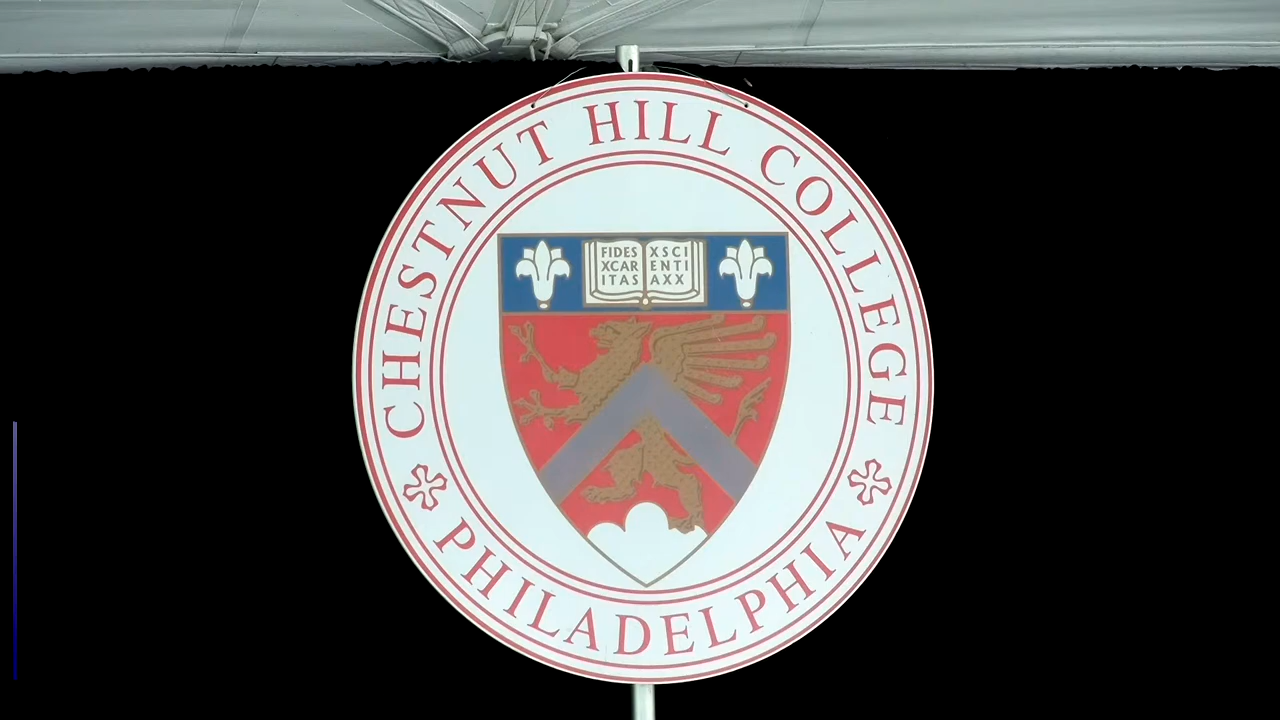 CHESTNUT HILL COLLEGE
FIDES XSCI
XCAR ENTI
ITAS AXX
PHILADELPHIA